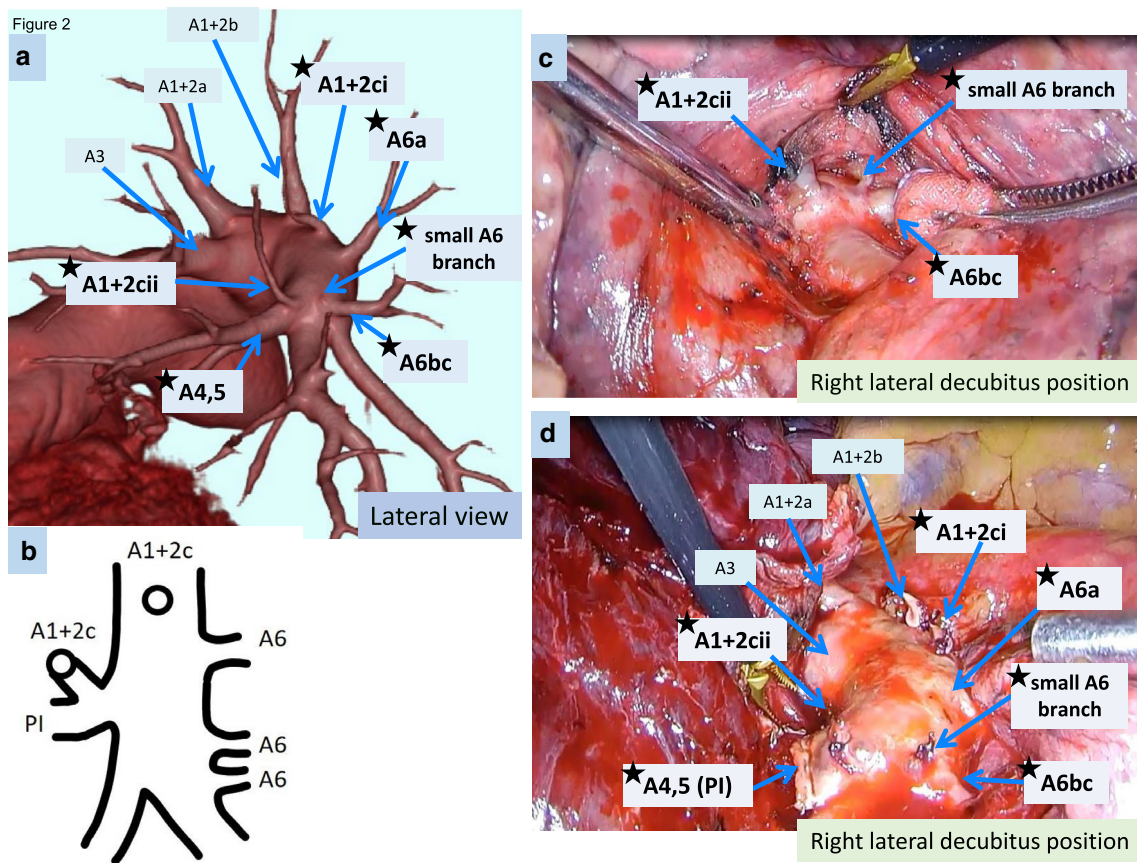 Figure 2
a
A1+2b
A1+2a
★A1+2ci
★A6a
A3
★small A6
branch
★A1+2cii
★A6bc
★A4,5
Lateral view
b
A1+2c
A1+2c
A6
PI
A6
A6
c
★A1+2cii
★small A6 branch
★A6bc
Right lateral decubitus position
d
A1+2b
A1+2a
★A1+2ci
A3
★A6a
★A1+2cii
★small A6
branch
★A4,5 (PI)
★A6bc
Right lateral decubitus position